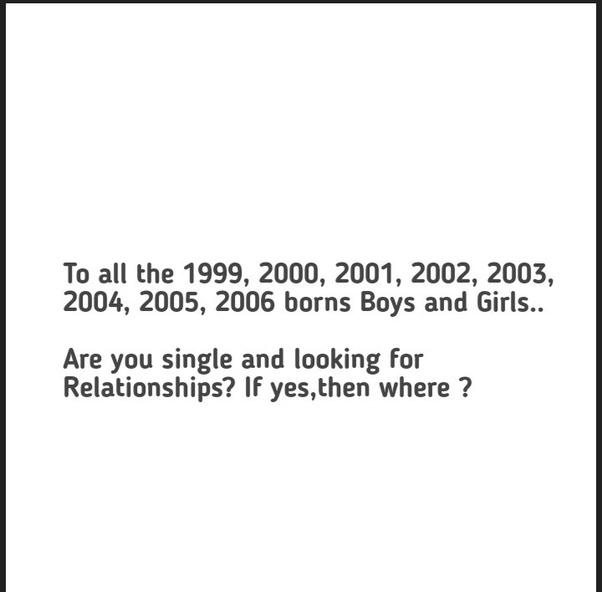 To all the 1999, 2000, 2001, 2002, 2003,
2004, 2005, 2006 borns Boys and Girls..
Are you single and looking for
Relationships? If yes,then where ?